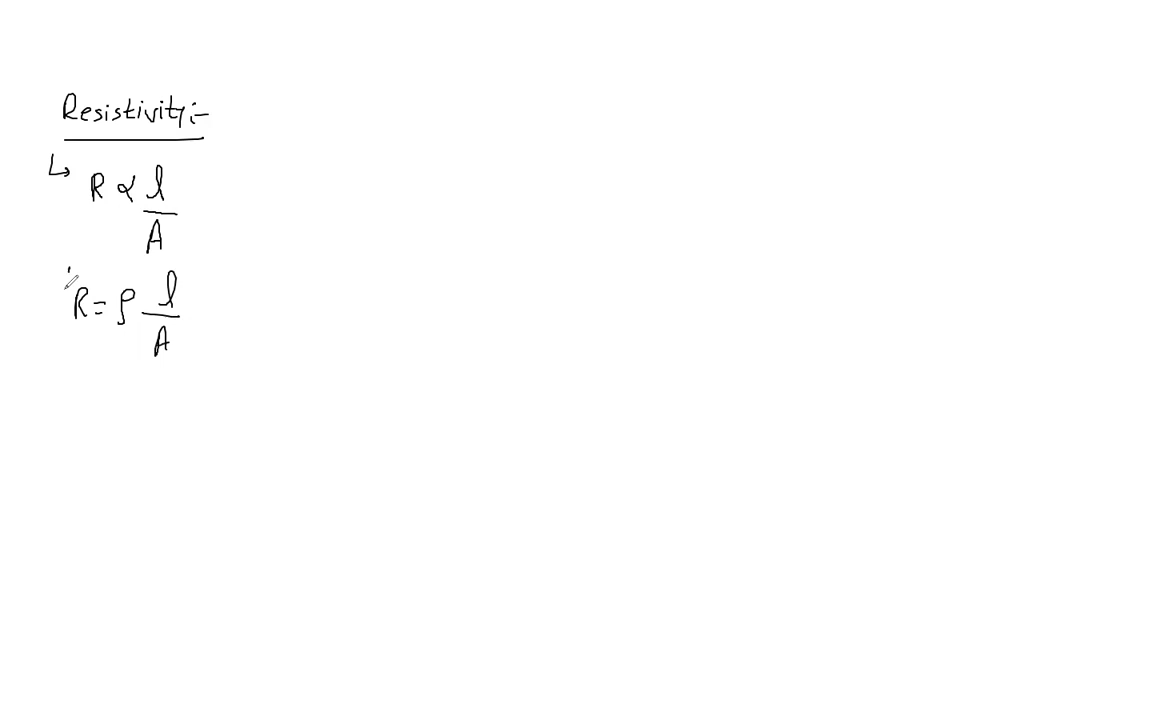 Resistivity:-
↳ R ∝ l/A
R = ρ l/A